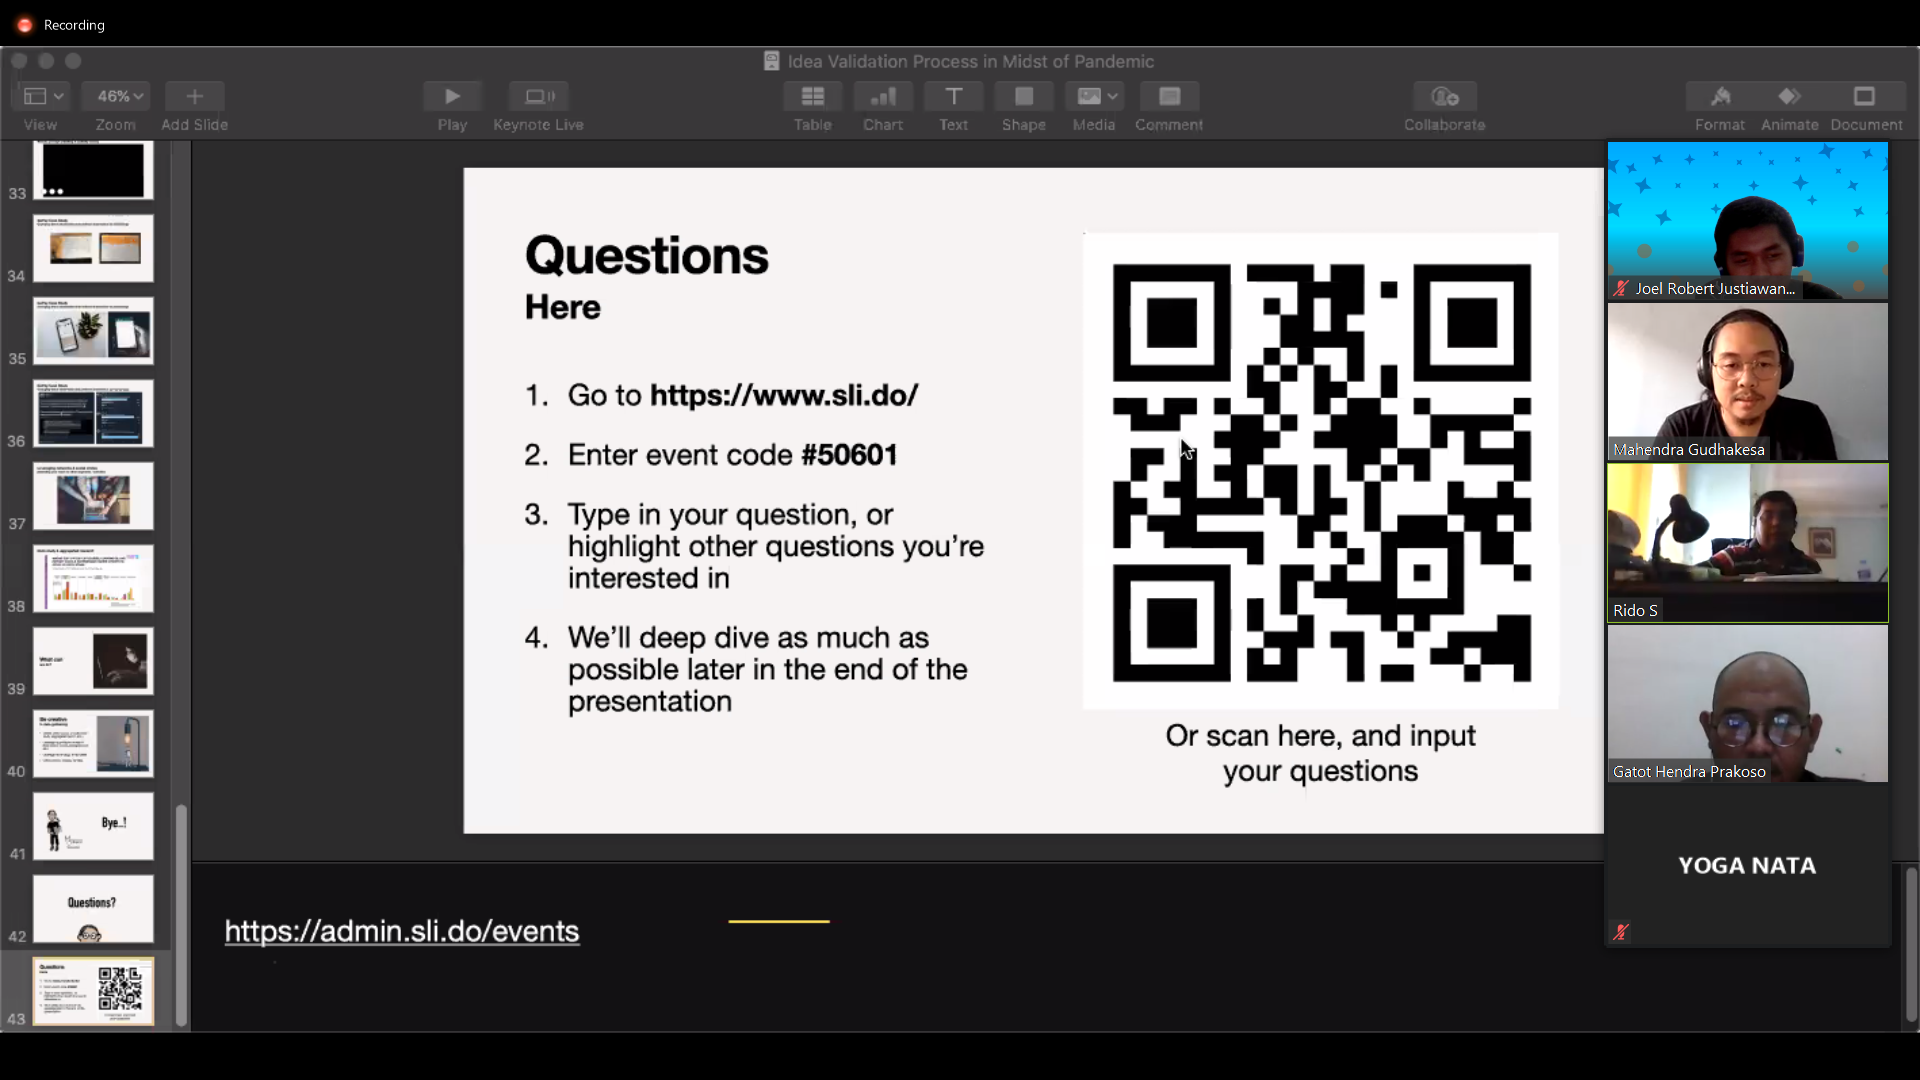 Recording
Idea Validation Process in Midst of Pandemic
46%
View
Zoom
Add Slide
Play
Keynote Live
Table
Chart
Text
Shape
Media
Comment
Collaborate
Format
Animate
Document
33
34
35
36
37
38
39
40
41
Bye..!
42
Questions?
43
Questions
Here
1. Go to https://www.sli.do/
2. Enter event code #50601
3. Type in your question, or
highlight other questions you're
interested in
4. We'll deep dive as much as
possible later in the end of the
presentation
Or scan here, and input
your questions
https://admin.sli.do/events
Joel Robert Justiawan...
Mahendra Gudhakesa
Rido S
Gatot Hendra Prakoso
YOGA NATA